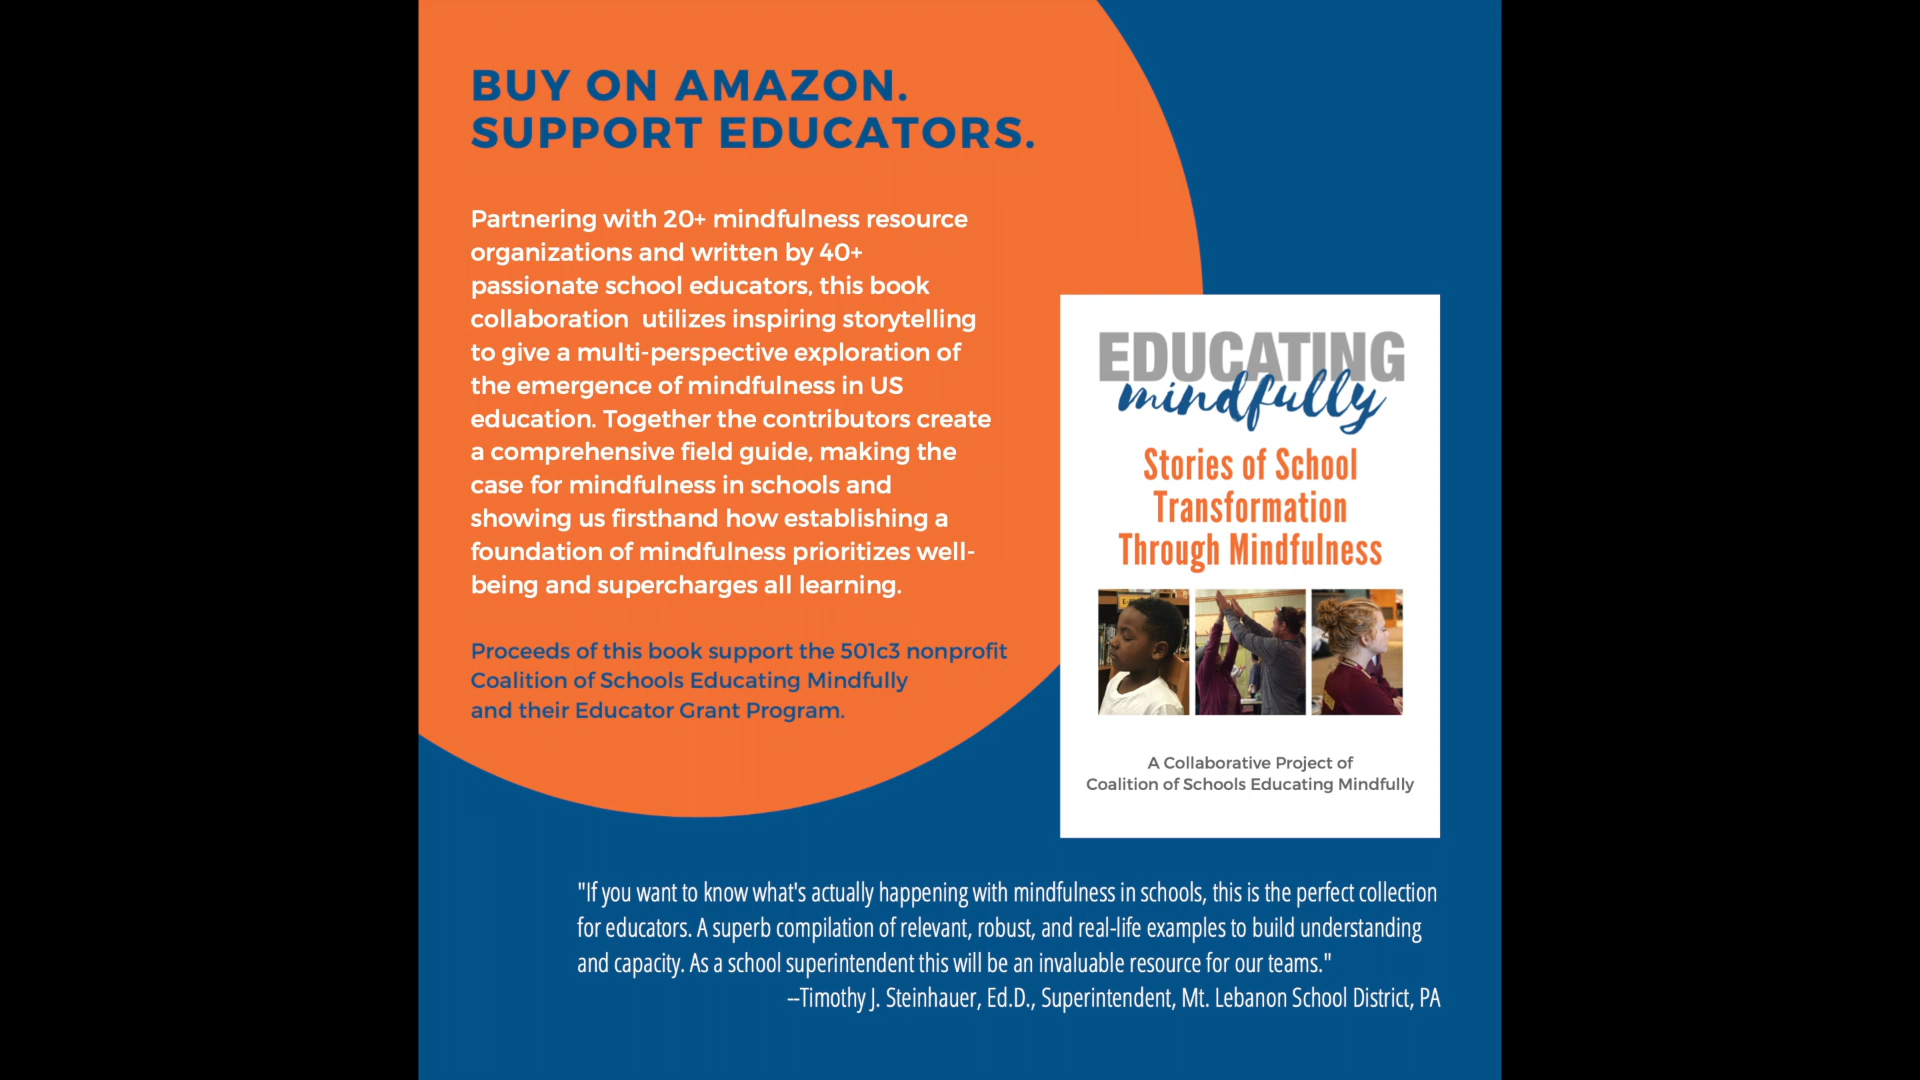 BUY ON AMAZON.
SUPPORT EDUCATORS.
Partnering with 20+ mindfulness resource
organizations and written by 40+
passionate school educators, this book
collaboration  utilizes inspiring storytelling
to give a multi-perspective exploration of
the emergence of mindfulness in US
education. Together the contributors create
a comprehensive field guide, making the
case for mindfulness in schools and
showing us firsthand how establishing a
foundation of mindfulness prioritizes well-
being and supercharges all learning.
Proceeds of this book support the 501c3 nonprofit
Coalition of Schools Educating Mindfully
and their Educator Grant Program.
EDUCATING
mindfully
Stories of School
Transformation
Through Mindfulness
A Collaborative Project of
Coalition of Schools Educating Mindfully
"If you want to know what's actually happening with mindfulness in schools, this is the perfect collection
for educators. A superb compilation of relevant, robust, and real-life examples to build understanding
and capacity. As a school superintendent this will be an invaluable resource for our teams."
--Timothy J. Steinhauer, Ed.D., Superintendent, Mt. Lebanon School District, PA